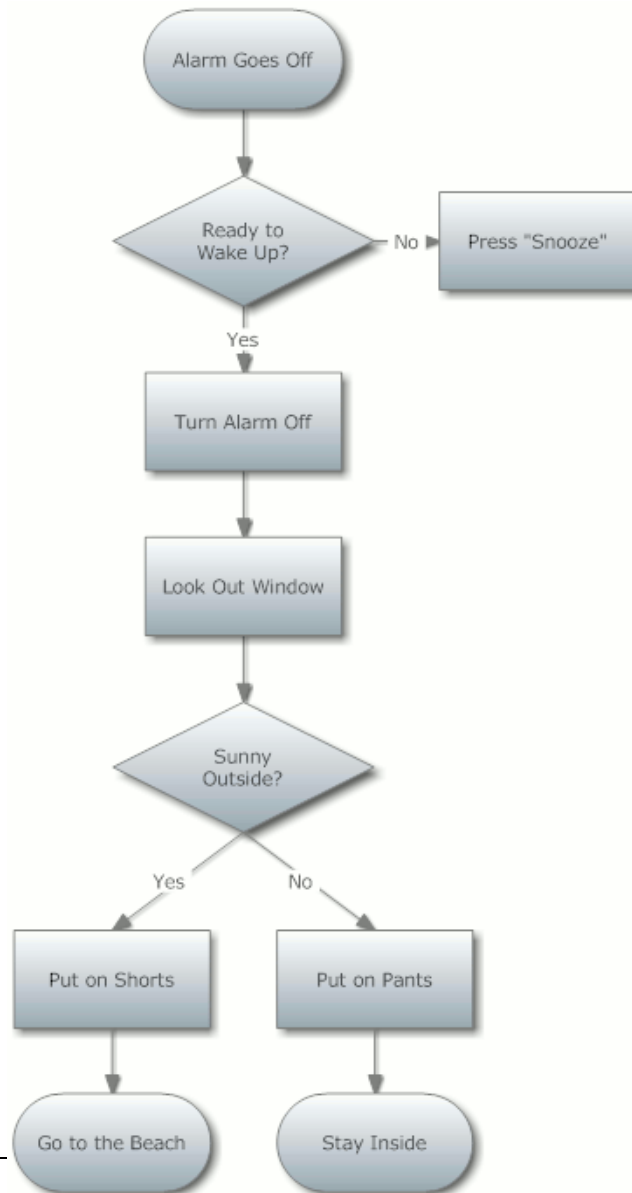 Alarm Goes Off
Ready to
Wake Up?
No
Press "Snooze"
Yes
Turn Alarm Off
Look Out Window
Sunny
Outside?
Yes
No
Put on Shorts
Put on Pants
Go to the Beach
Stay Inside